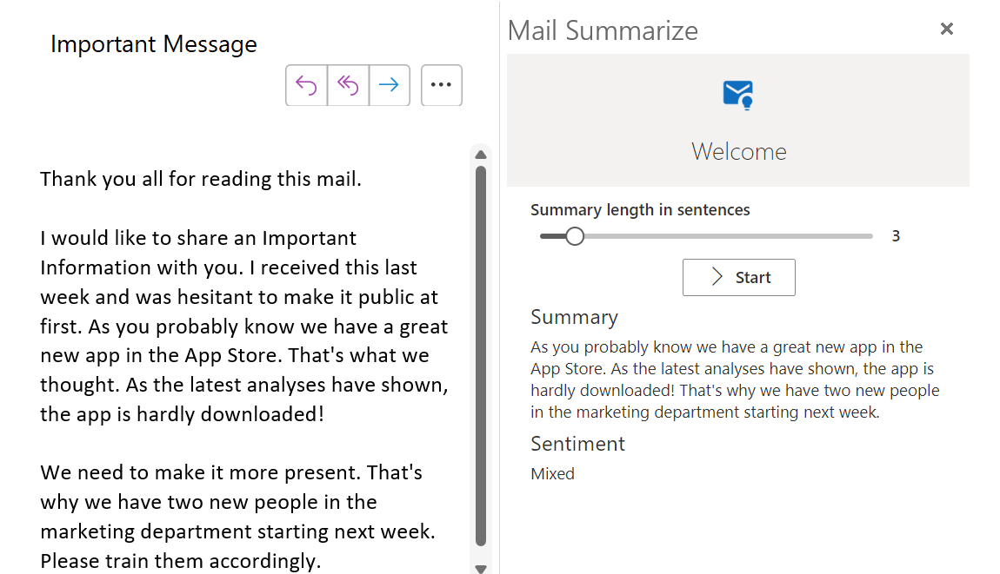 Important Message
Thank you all for reading this mail.
I would like to share an Important
Information with you. I received this last
week and was hesitant to make it public at
first. As you probably know we have a great
new app in the App Store. That's what we
thought. As the latest analyses have shown,
the app is hardly downloaded!
We need to make it more present. That's
why we have two new people in the
marketing department starting next week.
Please train them accordingly.
Mail Summarize
Welcome
Summary length in sentences
3
Start
Summary
As you probably know we have a great new app in the
App Store. As the latest analyses have shown, the app is
hardly downloaded! That's why we have two new people
in the marketing department starting next week.
Sentiment
Mixed